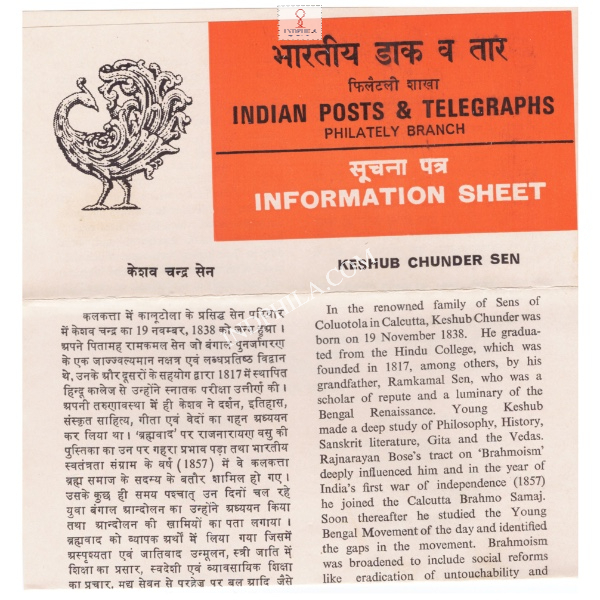 भारतीय डाक व तार
फिलैटली शाखा
INDIAN POSTS & TELEGRAPHS
PHILATELY BRANCH
सूचना पत्र
INFORMATION SHEET
केशव चन्द्र सेन
कलकत्ता में कानूटोला के प्रसिद्ध सेन परिवार
में केशव चन्द्र का 19 नवम्बर, 1838 को जन्म हुआ।
अपने पितामह रामकमल सेन जो बंगाल पुनर्जागरण
के एक जाज्ज्वल्यमान नक्षत्र एवं लब्धप्रतिष्ठ विद्वान
थे, उनके और दूसरों के सहयोग द्वारा 1817 में स्थापित
हिन्दू कालेज से उन्होंने स्नातक परीक्षा उत्तीर्ण की।
अपनी तरुणावस्था में ही केशव ने दर्शन, इतिहास,
संस्कृत साहित्य, गीता एवं वेदों का गहन अध्ययन
कर लिया था। 'ब्रह्मवाद' पर राजनारायण वसु की
पुस्तिका का उन पर गहरा प्रभाव पड़ा तथा भारतीय
स्वतंत्रता संग्राम के वर्ष (1857) में वे कलकत्ता
ब्रह्म समाज के सदस्य के बतौर शामिल हो गए।
उसके कुछ ही समय पश्चात् उन दिनों चल रहे
युवा बंगाल आन्दोलन का उन्होंने अध्ययन किया
तथा आन्दोलन की खामियों का पता लगाया।
ब्रह्मवाद को व्यापक अर्थों में लिया गया जिसमें
अस्पृश्यता एवं जातिवाद उन्मूलन, स्त्री जाति में
शिक्षा का प्रसार, स्वदेशी एवं व्यावसायिक शिक्षा
का प्रचार, मद्य सेवन से परहेज पर बल आदि जैसे
KESHUB CHUNDER SEN
In the renowned family of Sens of
Coluotola in Calcutta, Keshub Chunder was
born on 19 November 1838. He gradua-
ted from the Hindu College, which was
founded in 1817, among others, by his
grandfather, Ramkamal Sen, who was a
scholar of repute and a luminary of the
Bengal Renaissance. Young Keshub
made a deep study of Philosophy, History,
Sanskrit literature, Gita and the Vedas.
Rajnarayan Bose's tract on 'Brahmoism'
deeply influenced him and in the year of
India's first war of independence (1857)
he joined the Calcutta Brahmo Samaj.
Soon thereafter he studied the Young
Bengal Movement of the day and identified
the gaps in the movement. Brahmoism
was broadened to include social reforms
like eradication of untouchability and